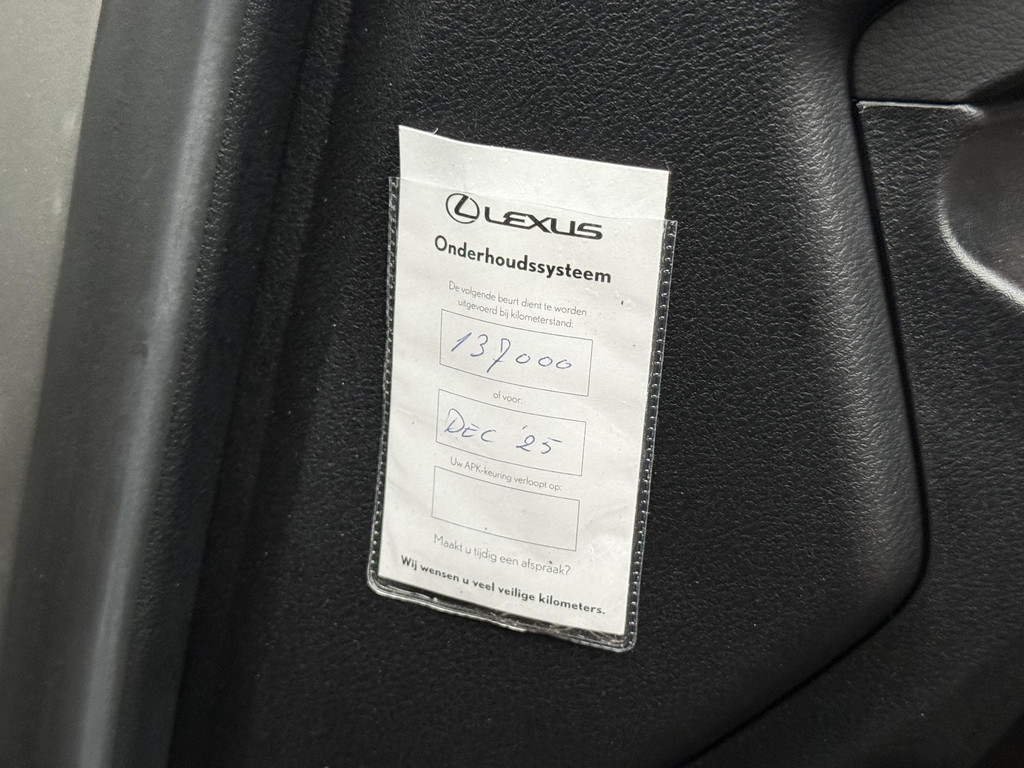 LEXUS
Onderhoudssysteem
De volgende beurt dient te worden
uitgevoerd bij kilometerstand:
137000
of voor:
DEC '25
Uw APK-keuring verloopt op:
Maakt u tijdig een afspraak?
Wij wensen u veel veilige kilometers.